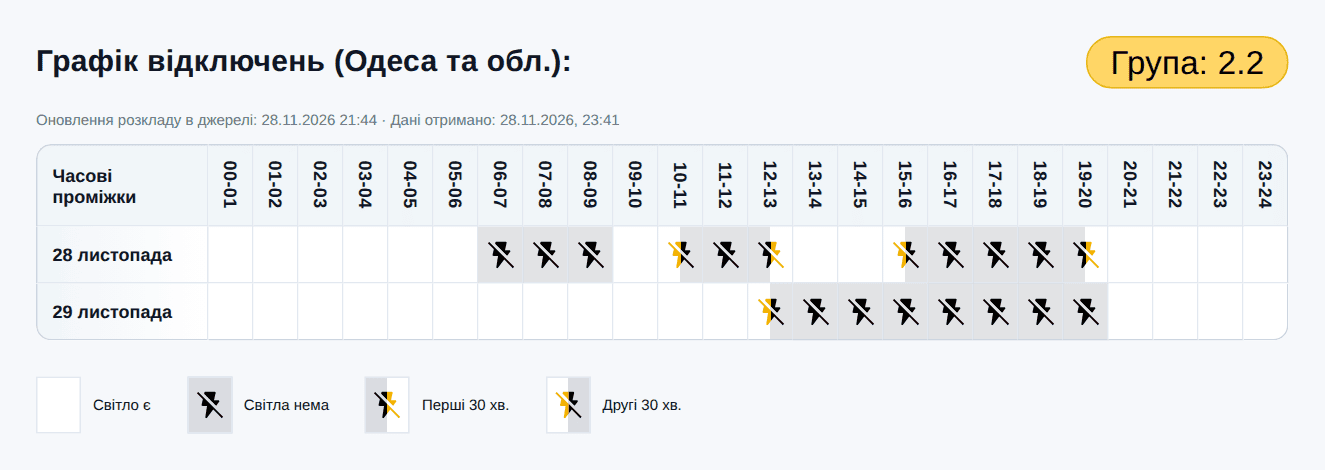 Графік відключень (Одеса та обл.):
Група: 2.2
Оновлення розкладу в джерелі: 28.11.2026 21:44 · Дані отримано: 28.11.2026, 23:41
Часові
проміжки
00-01 01-02 02-03 03-04 04-05 05-06 06-07 07-08 08-09 09-10 10-11 11-12 12-13 13-14 14-15 15-16 16-17 17-18 18-19 19-20 20-21 21-22 22-23 23-24
28 листопада
29 листопада
Світло є Світла нема Перші 30 хв. Другі 30 хв.